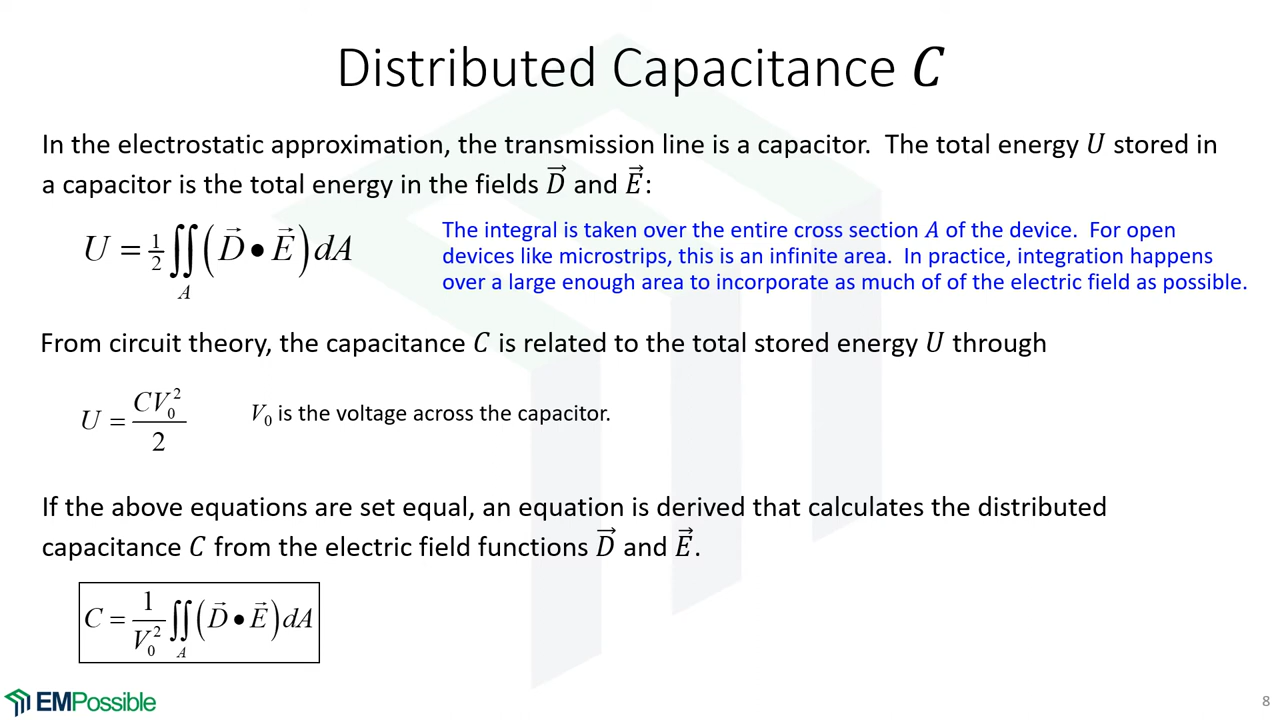 Distributed Capacitance 𝑪
In the electrostatic approximation, the transmission line is a capacitor. The total energy 𝑈 stored in
a capacitor is the total energy in the fields D⃗ and E⃗:
U = ½ ∬_A (D⃗ • E⃗) dA
The integral is taken over the entire cross section 𝐴 of the device. For open
devices like microstrips, this is an infinite area. In practice, integration happens
over a large enough area to incorporate as much of of the electric field as possible.
From circuit theory, the capacitance 𝐶 is related to the total stored energy 𝑈 through
U = CV₀²/2
𝑉₀ is the voltage across the capacitor.
If the above equations are set equal, an equation is derived that calculates the distributed
capacitance 𝐶 from the electric field functions D⃗ and E⃗.
C = 1/V₀² ∬_A (D⃗ • E⃗) dA
EMPossible
8